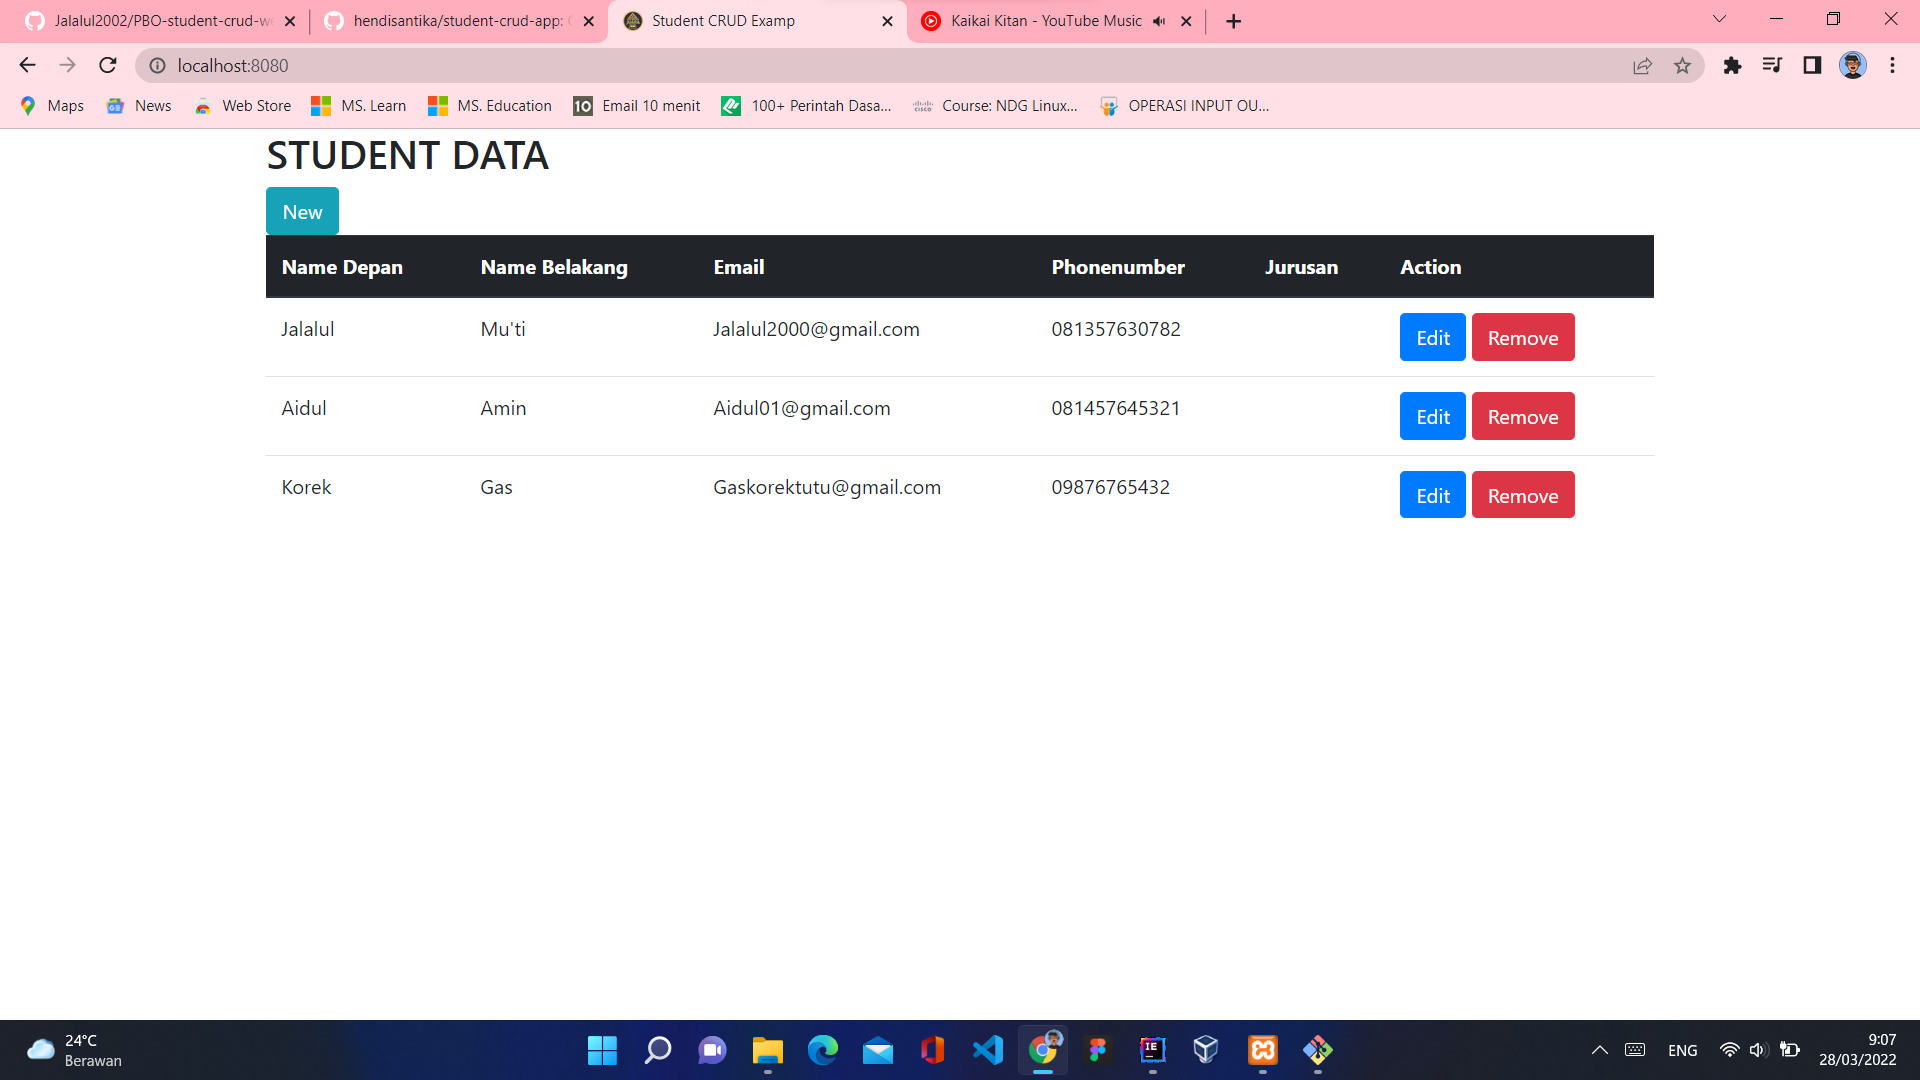 Jalalul2002/PBO-student-crud-we
hendisantika/student-crud-app:
Student CRUD Examp
Kaikai Kitan - YouTube Music
localhost:8080
Maps
News
Web Store
MS. Learn
MS. Education
10
Email 10 menit
100+ Perintah Dasa...
Course: NDG Linux...
OPERASI INPUT OU...
STUDENT DATA
New
Name Depan Name Belakang Email Phonenumber Jurusan Action
Jalalul Mu'ti Jalalul2000@gmail.com 081357630782 Edit Remove
Aidul Amin Aidul01@gmail.com 081457645321 Edit Remove
Korek Gas Gaskorektutu@gmail.com 09876765432 Edit Remove
24°C
Berawan
IE
ENG
9:07
28/03/2022